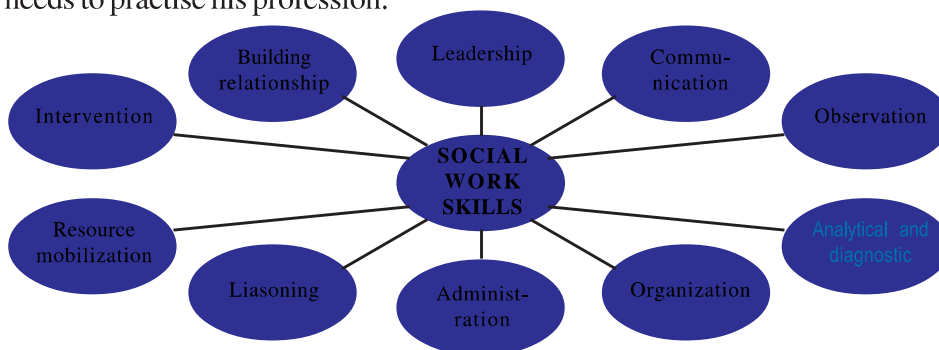 needs to practise his profession.
Leadership
Building
relationship
Commu-
nication
Intervention
Observation
SOCIAL
WORK
SKILLS
Resource
mobilization
Analytical and
diagnostic
Liasoning
Administ-
ration
Organization